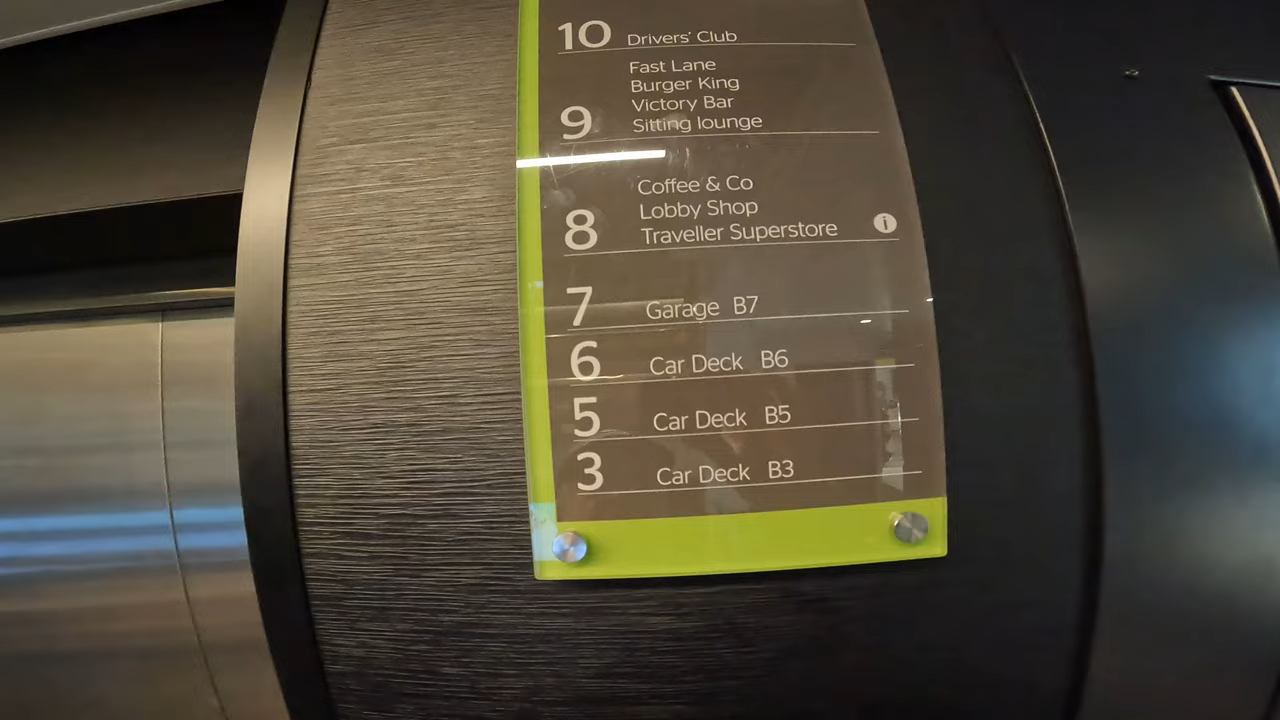 10 Drivers' Club
Fast Lane
Burger King
Victory Bar
9 Sitting lounge
Coffee & Co
Lobby Shop
8 Traveller Superstore i
7 Garage B7
6 Car Deck B6
5 Car Deck B5
3 Car Deck B3